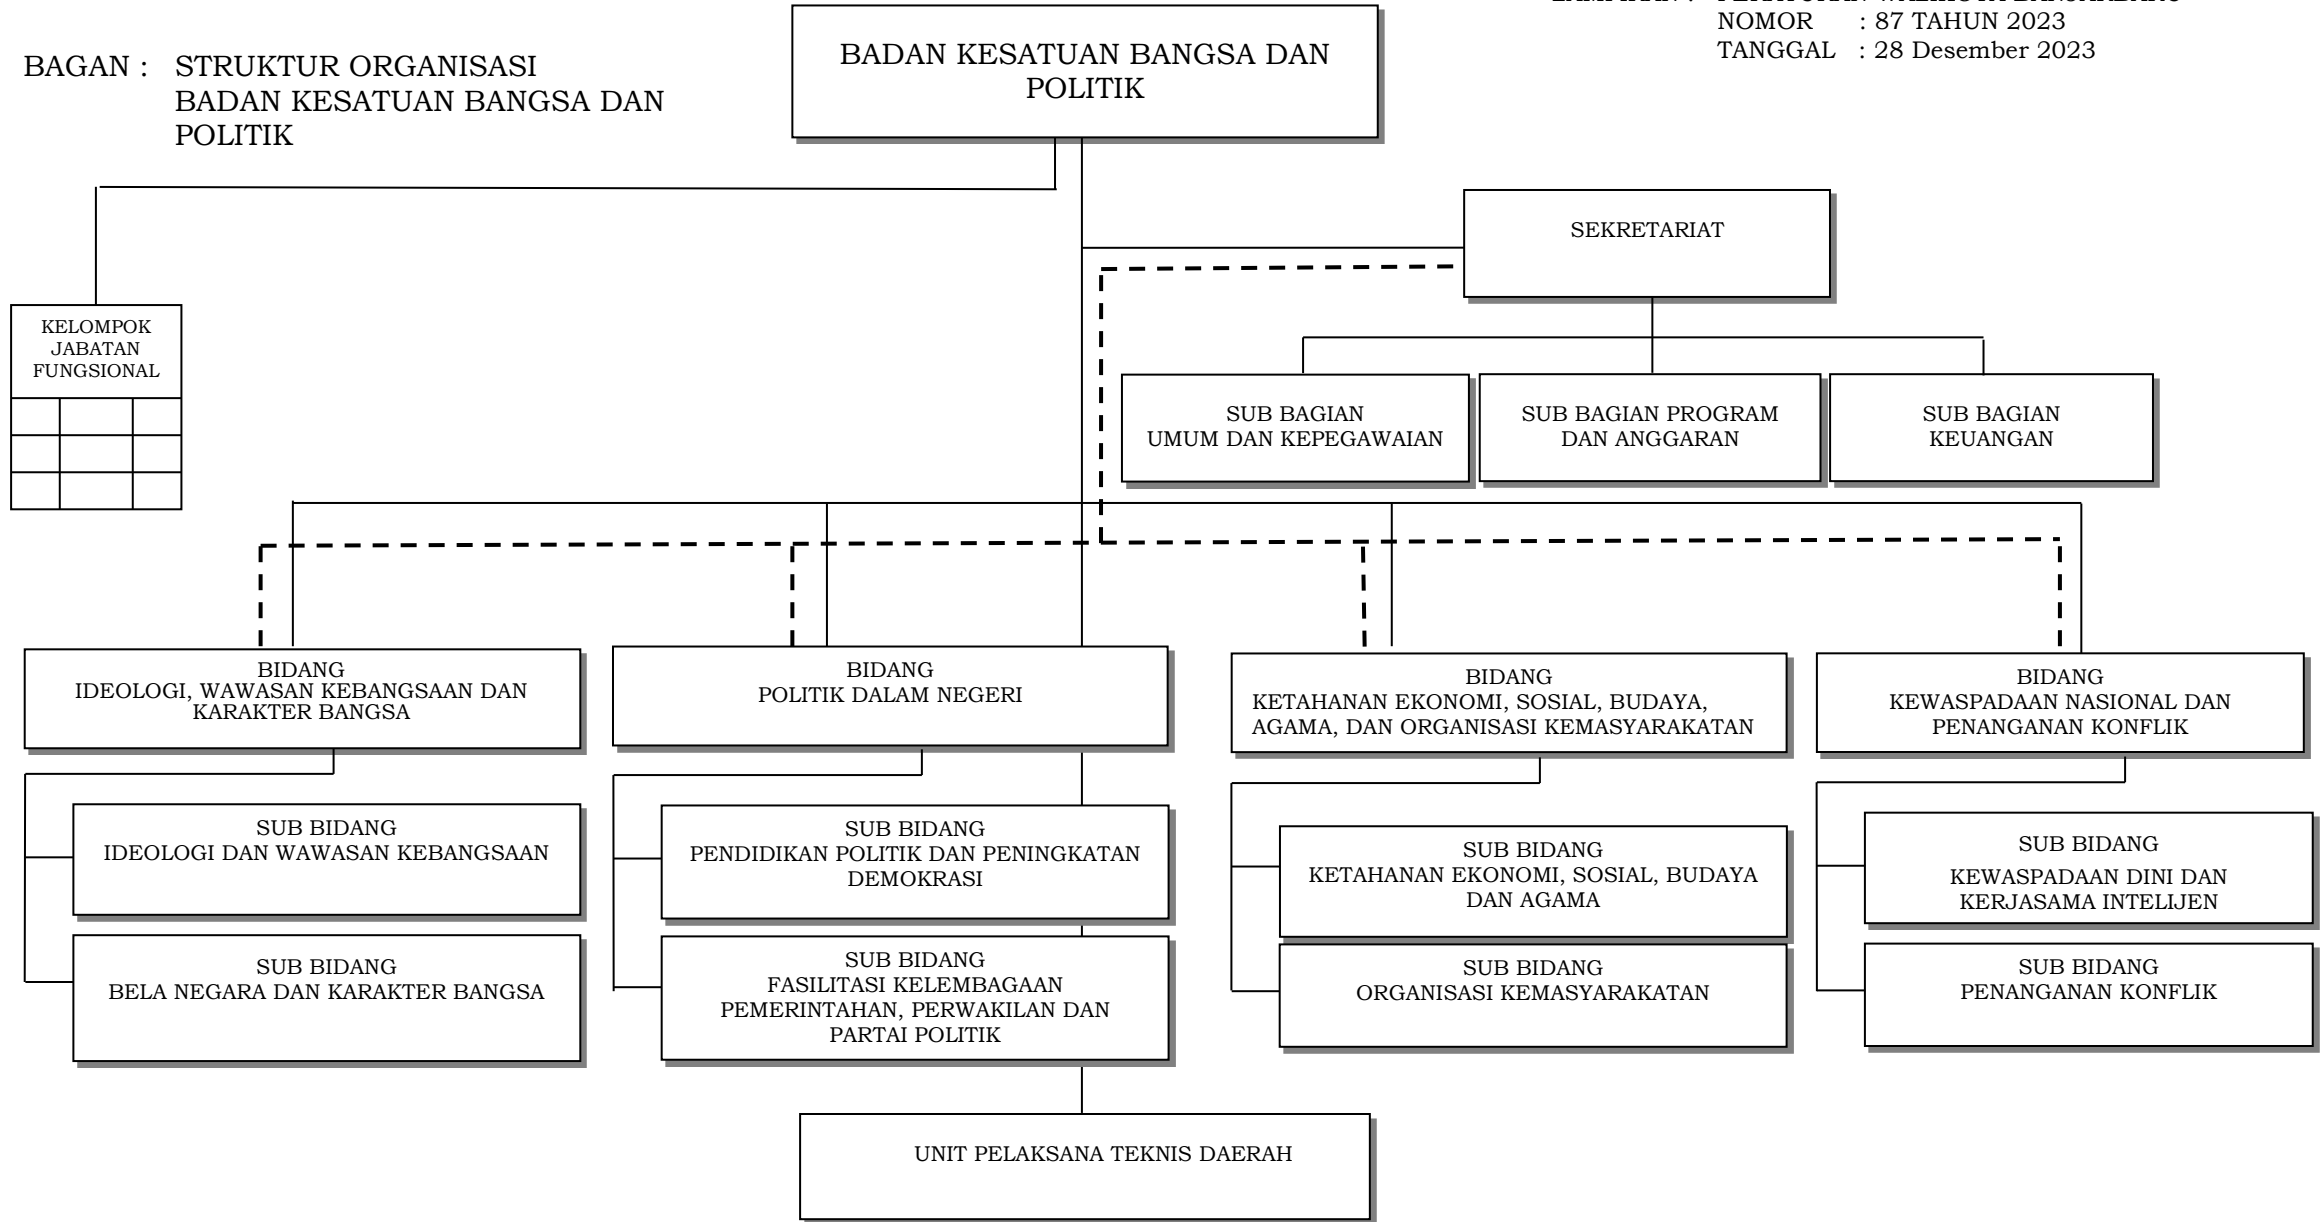 NOMOR : 87 TAHUN 2023
TANGGAL : 28 Desember 2023
BAGAN : STRUKTUR ORGANISASI
BADAN KESATUAN BANGSA DAN
POLITIK
BADAN KESATUAN BANGSA DAN
POLITIK
SEKRETARIAT
KELOMPOK
JABATAN
FUNGSIONAL
SUB BAGIAN
UMUM DAN KEPEGAWAIAN
SUB BAGIAN PROGRAM
DAN ANGGARAN
SUB BAGIAN
KEUANGAN
BIDANG
IDEOLOGI, WAWASAN KEBANGSAAN DAN
KARAKTER BANGSA
BIDANG
POLITIK DALAM NEGERI
BIDANG
KETAHANAN EKONOMI, SOSIAL, BUDAYA,
AGAMA, DAN ORGANISASI KEMASYARAKATAN
BIDANG
KEWASPADAAN NASIONAL DAN
PENANGANAN KONFLIK
SUB BIDANG
IDEOLOGI DAN WAWASAN KEBANGSAAN
SUB BIDANG
PENDIDIKAN POLITIK DAN PENINGKATAN
DEMOKRASI
SUB BIDANG
KETAHANAN EKONOMI, SOSIAL, BUDAYA
DAN AGAMA
SUB BIDANG
KEWASPADAAN DINI DAN
KERJASAMA INTELIJEN
SUB BIDANG
BELA NEGARA DAN KARAKTER BANGSA
SUB BIDANG
FASILITASI KELEMBAGAAN
PEMERINTAHAN, PERWAKILAN DAN
PARTAI POLITIK
SUB BIDANG
ORGANISASI KEMASYARAKATAN
SUB BIDANG
PENANGANAN KONFLIK
UNIT PELAKSANA TEKNIS DAERAH